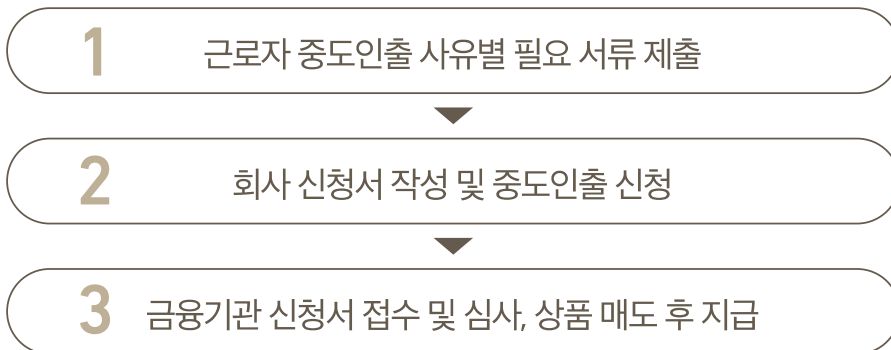 1 근로자 중도인출 사유별 필요 서류 제출
2 회사 신청서 작성 및 중도인출 신청
3 금융기관 신청서 접수 및 심사, 상품 매도 후 지급